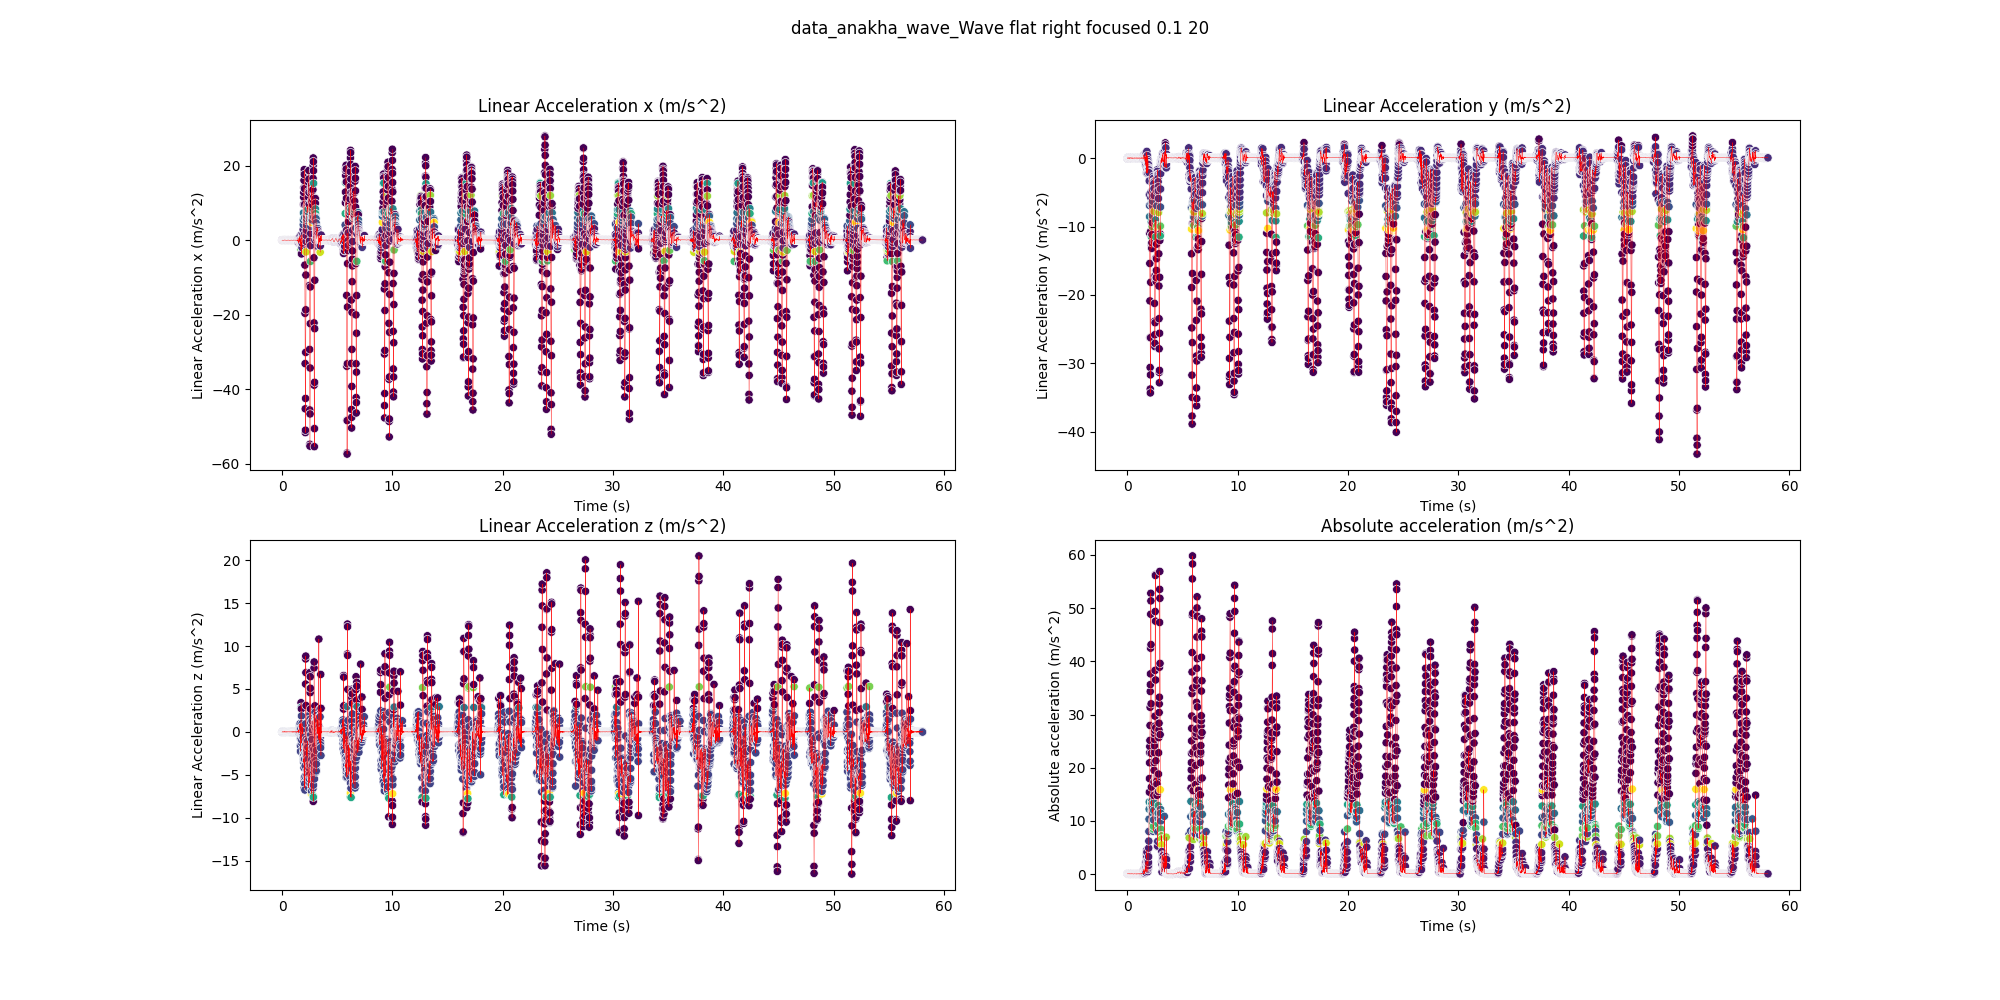 data_anakha_wave_Wave flat right focused 0.1 20
Linear Acceleration x (m/s^2)
Linear Acceleration x (m/s^2)
20
0
−20
−40
−60
0 10 20 30 40 50 60
Time (s)
Linear Acceleration y (m/s^2)
Linear Acceleration y (m/s^2)
0
−10
−20
−30
−40
0 10 20 30 40 50 60
Time (s)
Linear Acceleration z (m/s^2)
Linear Acceleration z (m/s^2)
20
15
10
5
0
−5
−10
−15
0 10 20 30 40 50 60
Time (s)
Absolute acceleration (m/s^2)
Absolute acceleration (m/s^2)
60
50
40
30
20
10
0
0 10 20 30 40 50 60
Time (s)